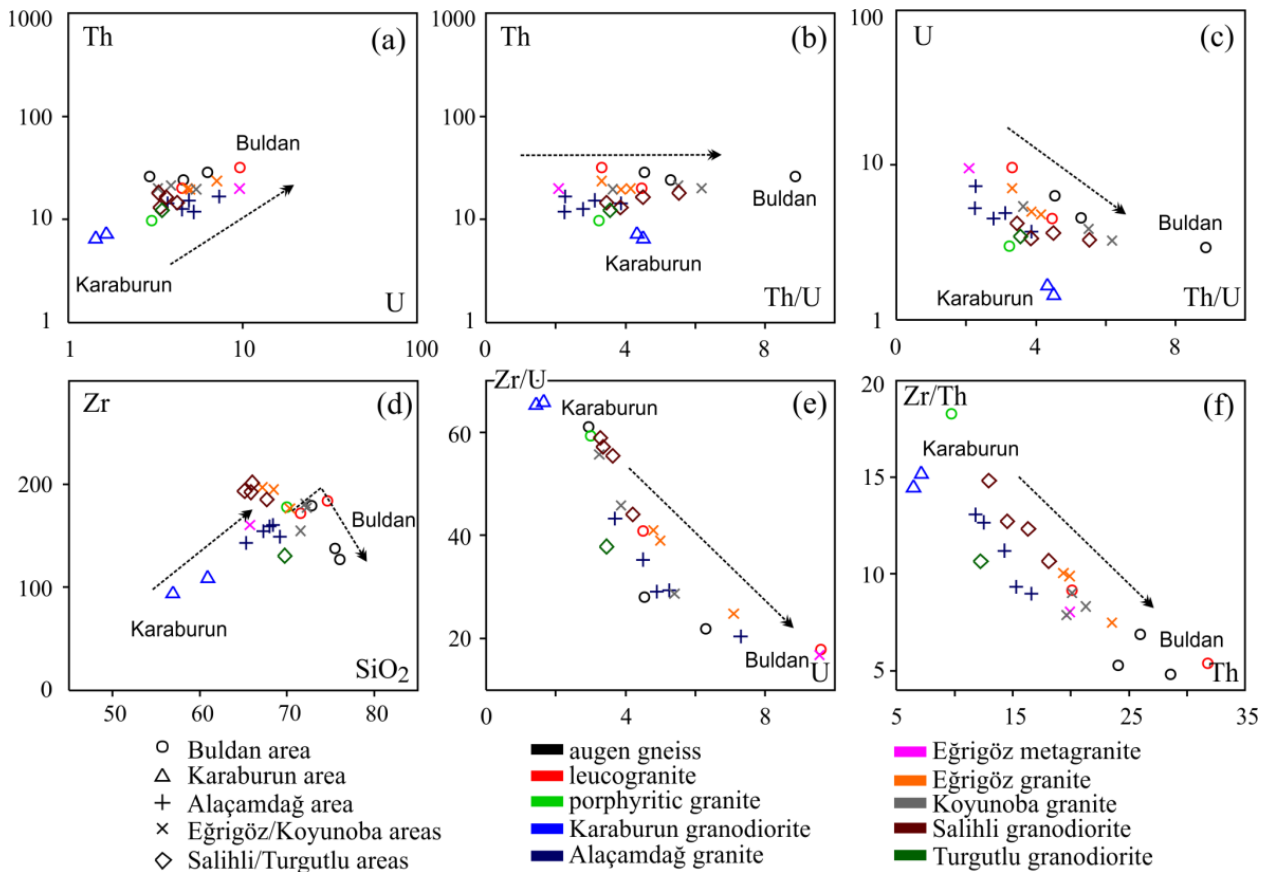 1000
Th
(a)
100
Buldan
10
Karaburun
U
1
1
10
100
1000
Th
(b)
100
Buldan
10
Karaburun
Th/U
1
0
4
8
100
U
(c)
10
Buldan
Karaburun
Th/U
1
0
4
8
Zr
(d)
200
Buldan
100
Karaburun
SiO₂
0
50
60
70
80
Zr/U
(e)
Karaburun
60
40
20
Buldan
U
0
4
8
20
Zr/Th
(f)
Karaburun
15
10
Buldan
5
Th
5
15
25
35
Buldan area
Karaburun area
Alaçamdağ area
Eğrigöz/Koyunoba areas
Salihli/Turgutlu areas
augen gneiss
leucogranite
porphyritic granite
Karaburun granodiorite
Alaçamdağ granite
Eğrigöz metagranite
Eğrigöz granite
Koyunoba granite
Salihli granodiorite
Turgutlu granodiorite